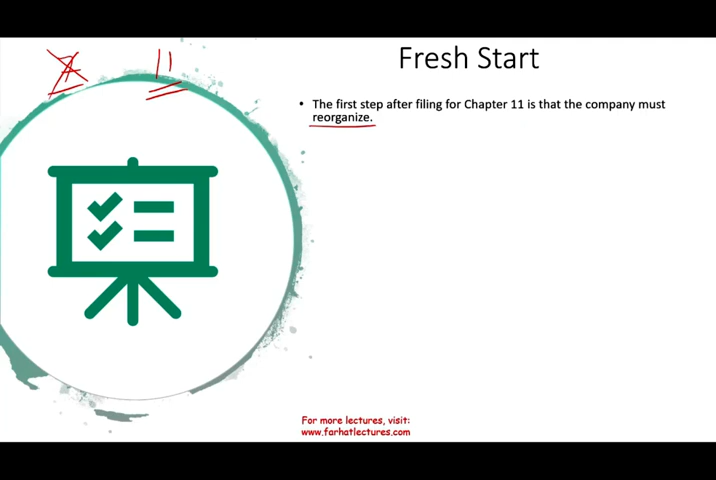 11
Fresh Start
• The first step after filing for Chapter 11 is that the company must
reorganize.
For more lectures, visit:
www.farhatlectures.com